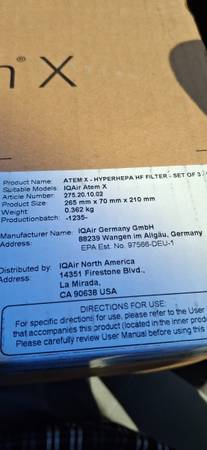 X
Product Name: ATEM X - HYPERHEPA HF FILTER - SET OF 3
Suitable Models: IQAir Atem X
Article Number 275.20.10.02
Product Size: 265 mm x 70 mm x 210 mm
Weight 0.362 kg
Productionbatch: -1235-
Manufacturer Name: IQAir Germany GmbH
Address: 88239 Wangen im Allgäu, Germany
EPA Est. No. 97566-DEU-1
Distributed by: IQAir North America
Address: 14351 Firestone Blvd.,
La Mirada,
CA 90638 USA
DIRECTIONS FOR USE:
For specific directions for use, please refer to the User
that accompanies this product (located in the inner produ
Please carefully review User Manual before using this